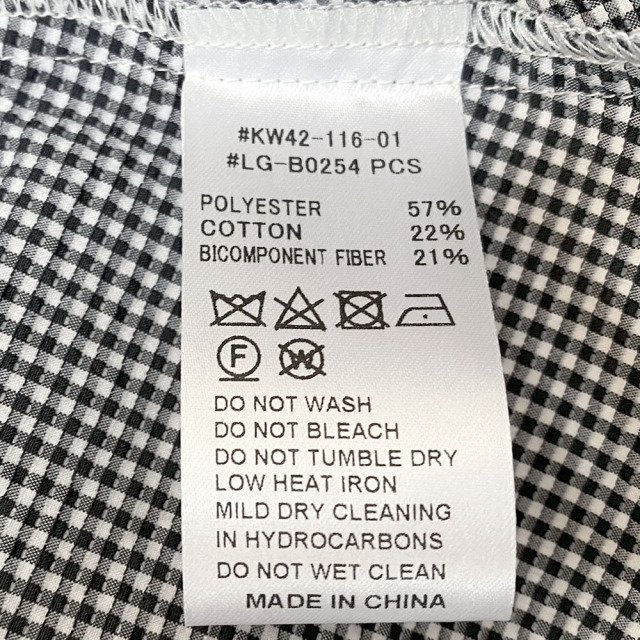 #KW42-116-01
#LG-B0254 PCS
POLYESTER 57%
COTTON 22%
BICOMPONENT FIBER 21%
F W
DO NOT WASH
DO NOT BLEACH
DO NOT TUMBLE DRY
LOW HEAT IRON
MILD DRY CLEANING
IN HYDROCARBONS
DO NOT WET CLEAN
MADE IN CHINA